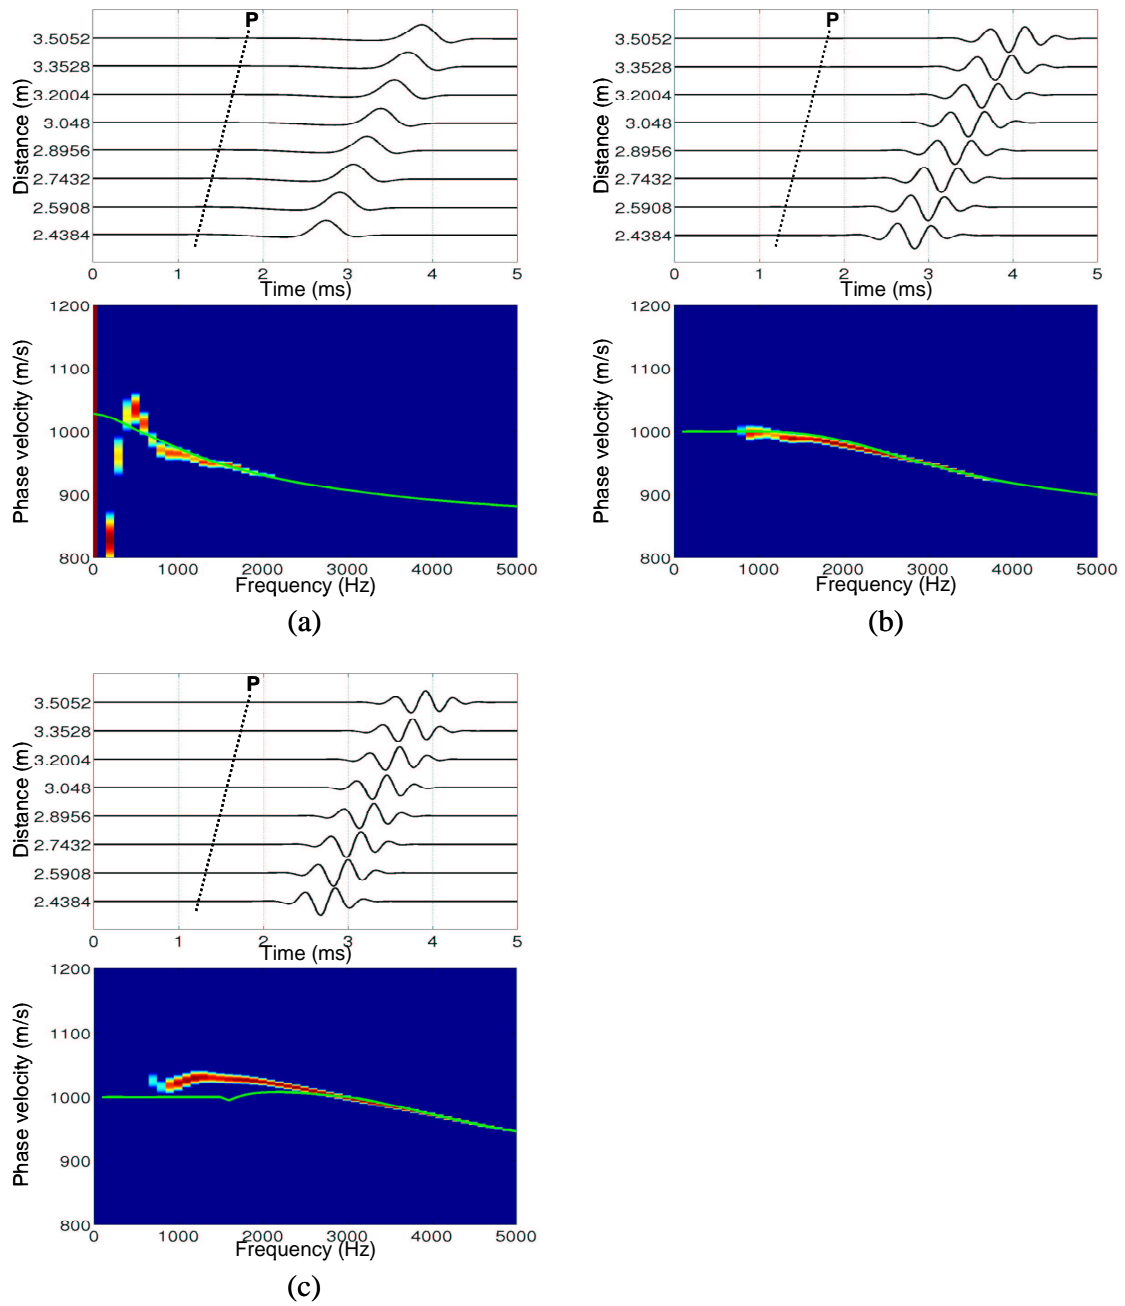 P
Distance (m)
3.5052
3.3528
3.2004
3.048
2.8956
2.7432
2.5908
2.4384
0 1 2 3 4 5
Time (ms)
Phase velocity (m/s)
1200
1100
1000
900
800
0 1000 2000 3000 4000 5000
Frequency (Hz)
(a)
P
Distance (m)
3.5052
3.3528
3.2004
3.048
2.8956
2.7432
2.5908
2.4384
0 1 2 3 4 5
Time (ms)
Phase velocity (m/s)
1200
1100
1000
900
800
0 1000 2000 3000 4000 5000
Frequency (Hz)
(b)
P
Distance (m)
3.5052
3.3528
3.2004
3.048
2.8956
2.7432
2.5908
2.4384
0 1 2 3 4 5
Time (ms)
Phase velocity (m/s)
1200
1100
1000
900
800
0 1000 2000 3000 4000 5000
Frequency (Hz)
(c)